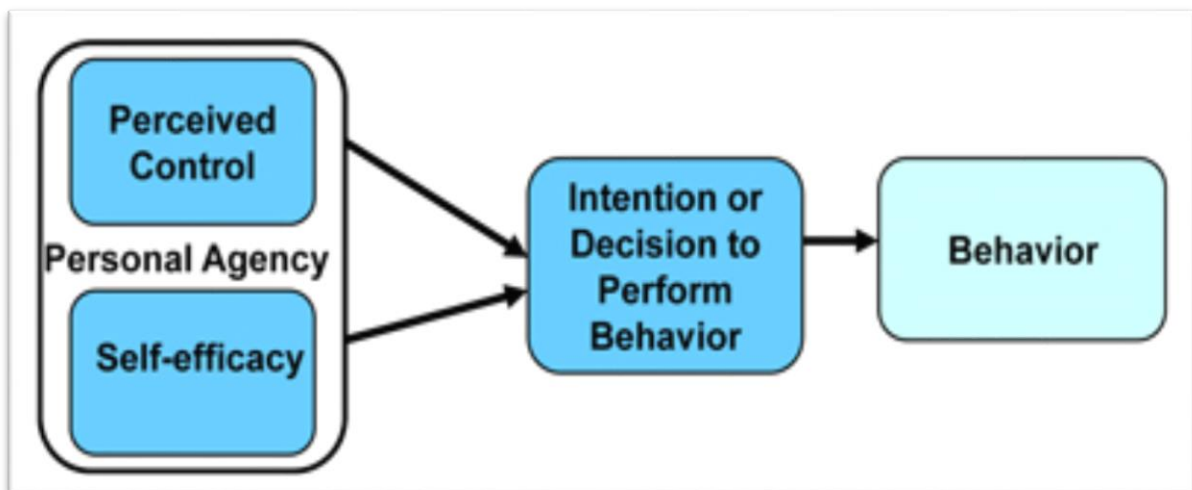 Perceived
Control
Personal Agency
Self-efficacy
Intention or
Decision to
Perform
Behavior
Behavior